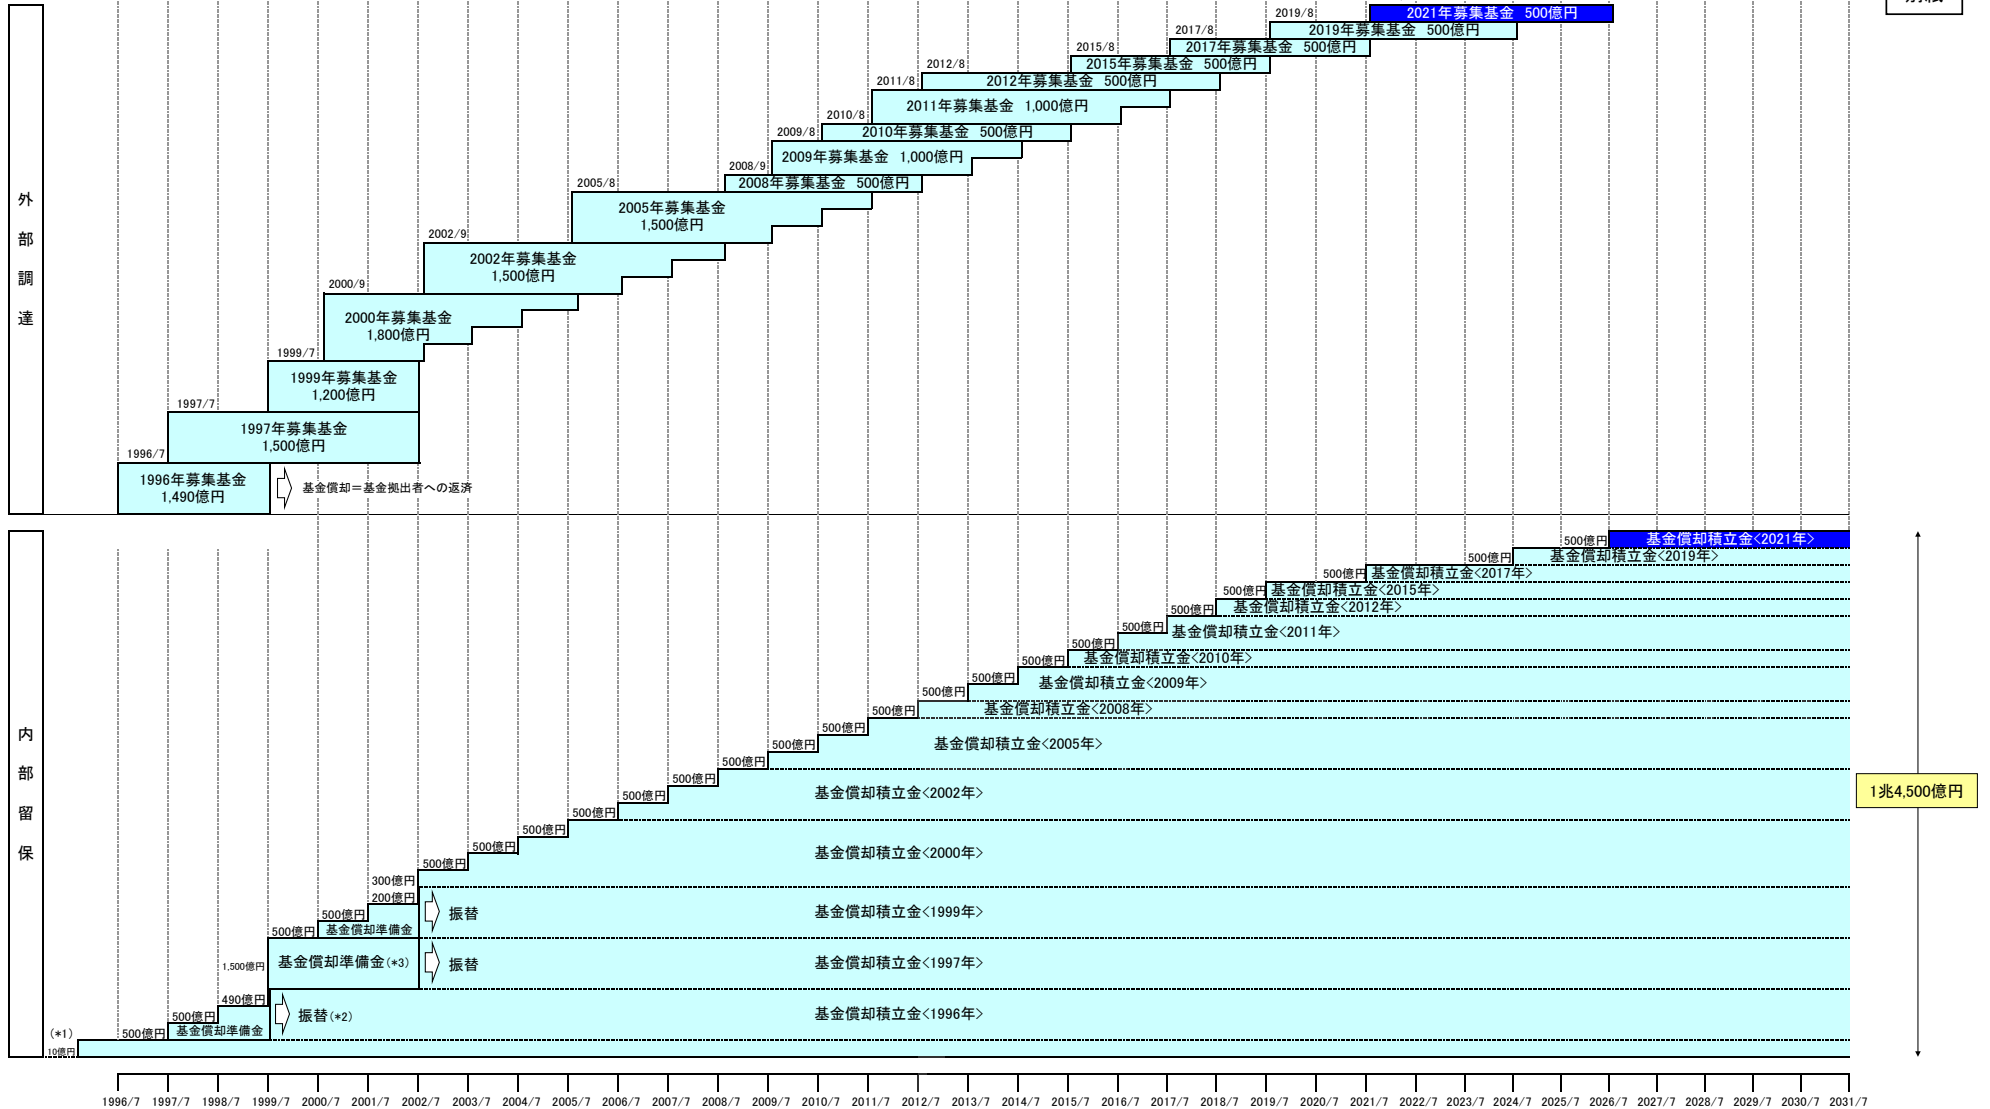 2019/8
2021年募集基金 500億円
2017/8
2019年募集基金 500億円
2015/8
2017年募集基金 500億円
2012/8
2015年募集基金 500億円
2011/8
2012年募集基金 500億円
2010/8
2011年募集基金 1,000億円
2009/8
2010年募集基金 500億円
2008/9
2009年募集基金 1,000億円
2005/8
2008年募集基金 500億円
2005年募集基金
1,500億円
2002/9
2002年募集基金
1,500億円
2000/9
2000年募集基金
1,800億円
1999/7
1999年募集基金
1,200億円
1997/7
1997年募集基金
1,500億円
1996/7
1996年募集基金
1,490億円
基金償却＝基金拠出者への返済
外部調達
500億円
基金償却積立金<2021年>
500億円
基金償却積立金<2019年>
500億円
基金償却積立金<2017年>
500億円
基金償却積立金<2015年>
500億円
基金償却積立金<2012年>
500億円
基金償却積立金<2011年>
500億円
基金償却積立金<2010年>
500億円
500億円
基金償却積立金<2009年>
500億円
基金償却積立金<2008年>
500億円
500億円
基金償却積立金<2005年>
500億円
500億円
500億円
基金償却積立金<2002年>
500億円
500億円
500億円
基金償却積立金<2000年>
500億円
500億円
300億円
200億円
500億円
振替
基金償却積立金<1999年>
500億円
基金償却準備金
1,500億円
基金償却準備金(*3)
振替
基金償却積立金<1997年>
490億円
500億円
振替(*2)
基金償却積立金<1996年>
(*1)
500億円
基金償却準備金
10億円
内部留保
1兆4,500億円
1996/7 1997/7 1998/7 1999/7 2000/7 2001/7 2002/7 2003/7 2004/7 2005/7 2006/7 2007/7 2008/7 2009/7 2010/7 2011/7 2012/7 2013/7 2014/7 2015/7 2016/7 2017/7 2018/7 2019/7 2020/7 2021/7 2022/7 2023/7 2024/7 2025/7 2026/7 2027/7 2028/7 2029/7 2030/7 2031/7